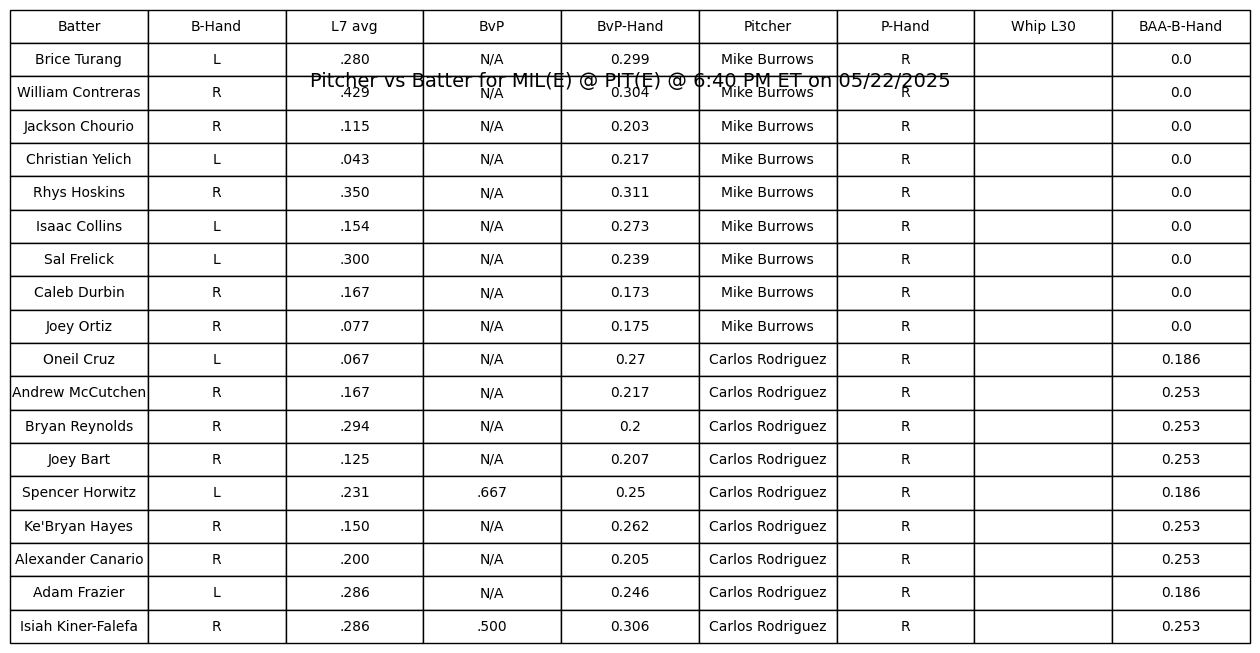 Batter B-Hand L7 avg BvP BvP-Hand Pitcher P-Hand Whip L30 BAA-B-Hand
Brice Turang L .280 N/A 0.299 Mike Burrows R 0.0
Pitcher vs Batter for MIL(E) @ PIT(E) @ 6:40 PM ET on 05/22/2025
William Contreras R .429 N/A 0.304 Mike Burrows R 0.0
Jackson Chourio R .115 N/A 0.203 Mike Burrows R 0.0
Christian Yelich L .043 N/A 0.217 Mike Burrows R 0.0
Rhys Hoskins R .350 N/A 0.311 Mike Burrows R 0.0
Isaac Collins L .154 N/A 0.273 Mike Burrows R 0.0
Sal Frelick L .300 N/A 0.239 Mike Burrows R 0.0
Caleb Durbin R .167 N/A 0.173 Mike Burrows R 0.0
Joey Ortiz R .077 N/A 0.175 Mike Burrows R 0.0
Oneil Cruz L .067 N/A 0.27 Carlos Rodriguez R 0.186
Andrew McCutchen R .167 N/A 0.217 Carlos Rodriguez R 0.253
Bryan Reynolds R .294 N/A 0.2 Carlos Rodriguez R 0.253
Joey Bart R .125 N/A 0.207 Carlos Rodriguez R 0.253
Spencer Horwitz L .231 .667 0.25 Carlos Rodriguez R 0.186
Ke'Bryan Hayes R .150 N/A 0.262 Carlos Rodriguez R 0.253
Alexander Canario R .200 N/A 0.205 Carlos Rodriguez R 0.253
Adam Frazier L .286 N/A 0.246 Carlos Rodriguez R 0.186
Isiah Kiner-Falefa R .286 .500 0.306 Carlos Rodriguez R 0.253